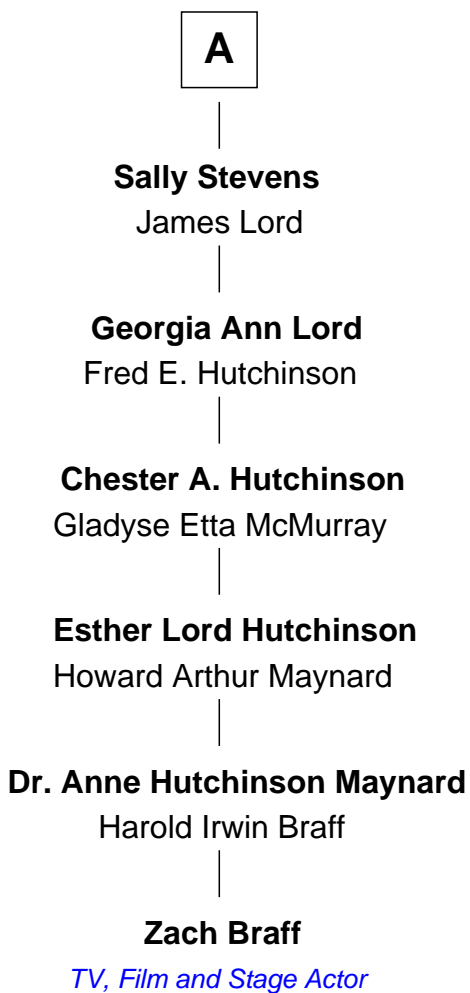 A
Sally Stevens
James Lord
Georgia Ann Lord
Fred E. Hutchinson
Chester A. Hutchinson
Gladyse Etta McMurray
Esther Lord Hutchinson
Howard Arthur Maynard
Dr. Anne Hutchinson Maynard
Harold Irwin Braff
Zach Braff
TV, Film and Stage Actor